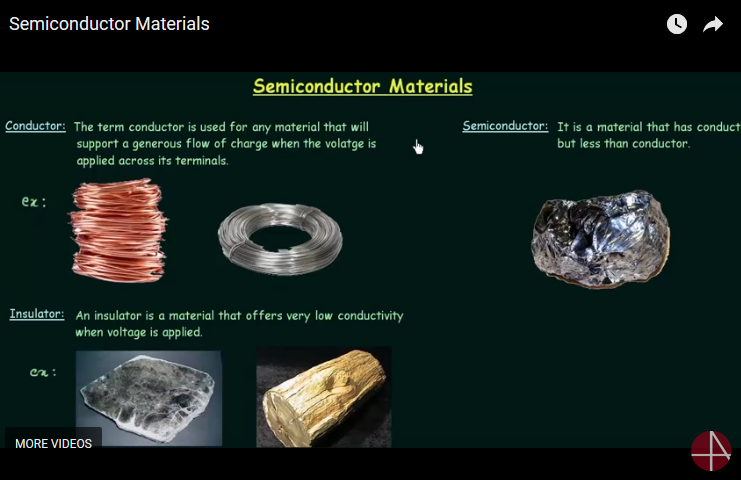 Semiconductor Materials
Semiconductor Materials
Conductor: The term conductor is used for any material that will
support a generous flow of charge when the volatge is
applied across its terminals.
ex:
Insulator: An insulator is a material that offers very low conductivity
when voltage is applied.
ex:
Semiconductor: It is a material that has conduct
but less than conductor.
MORE VIDEOS